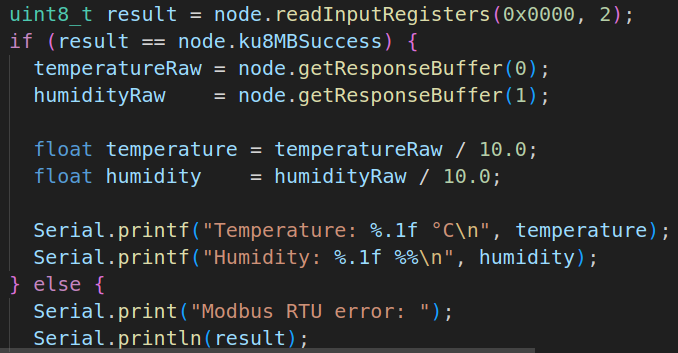 uint8_t result = node.readInputRegisters(0x0000, 2);
if (result == node.ku8MBSuccess) {
  temperatureRaw = node.getResponseBuffer(0);
  humidityRaw    = node.getResponseBuffer(1);

  float temperature = temperatureRaw / 10.0;
  float humidity    = humidityRaw / 10.0;

  Serial.printf("Temperature: %.1f °C\n", temperature);
  Serial.printf("Humidity: %.1f %%\n", humidity);
} else {
  Serial.print("Modbus RTU error: ");
  Serial.println(result);